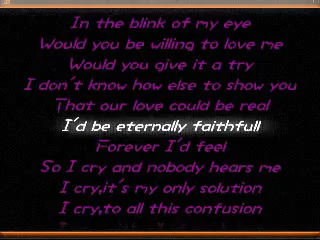 In the blink of my eye
Would you be willing to love me
Would you give it a try
I don't know how else to show you
That our love could be real
I'd be eternally faithfull
Forever I'd feel
So I cry and nobody hears me
I cry,it's my only solution
I cry,to all this confusion